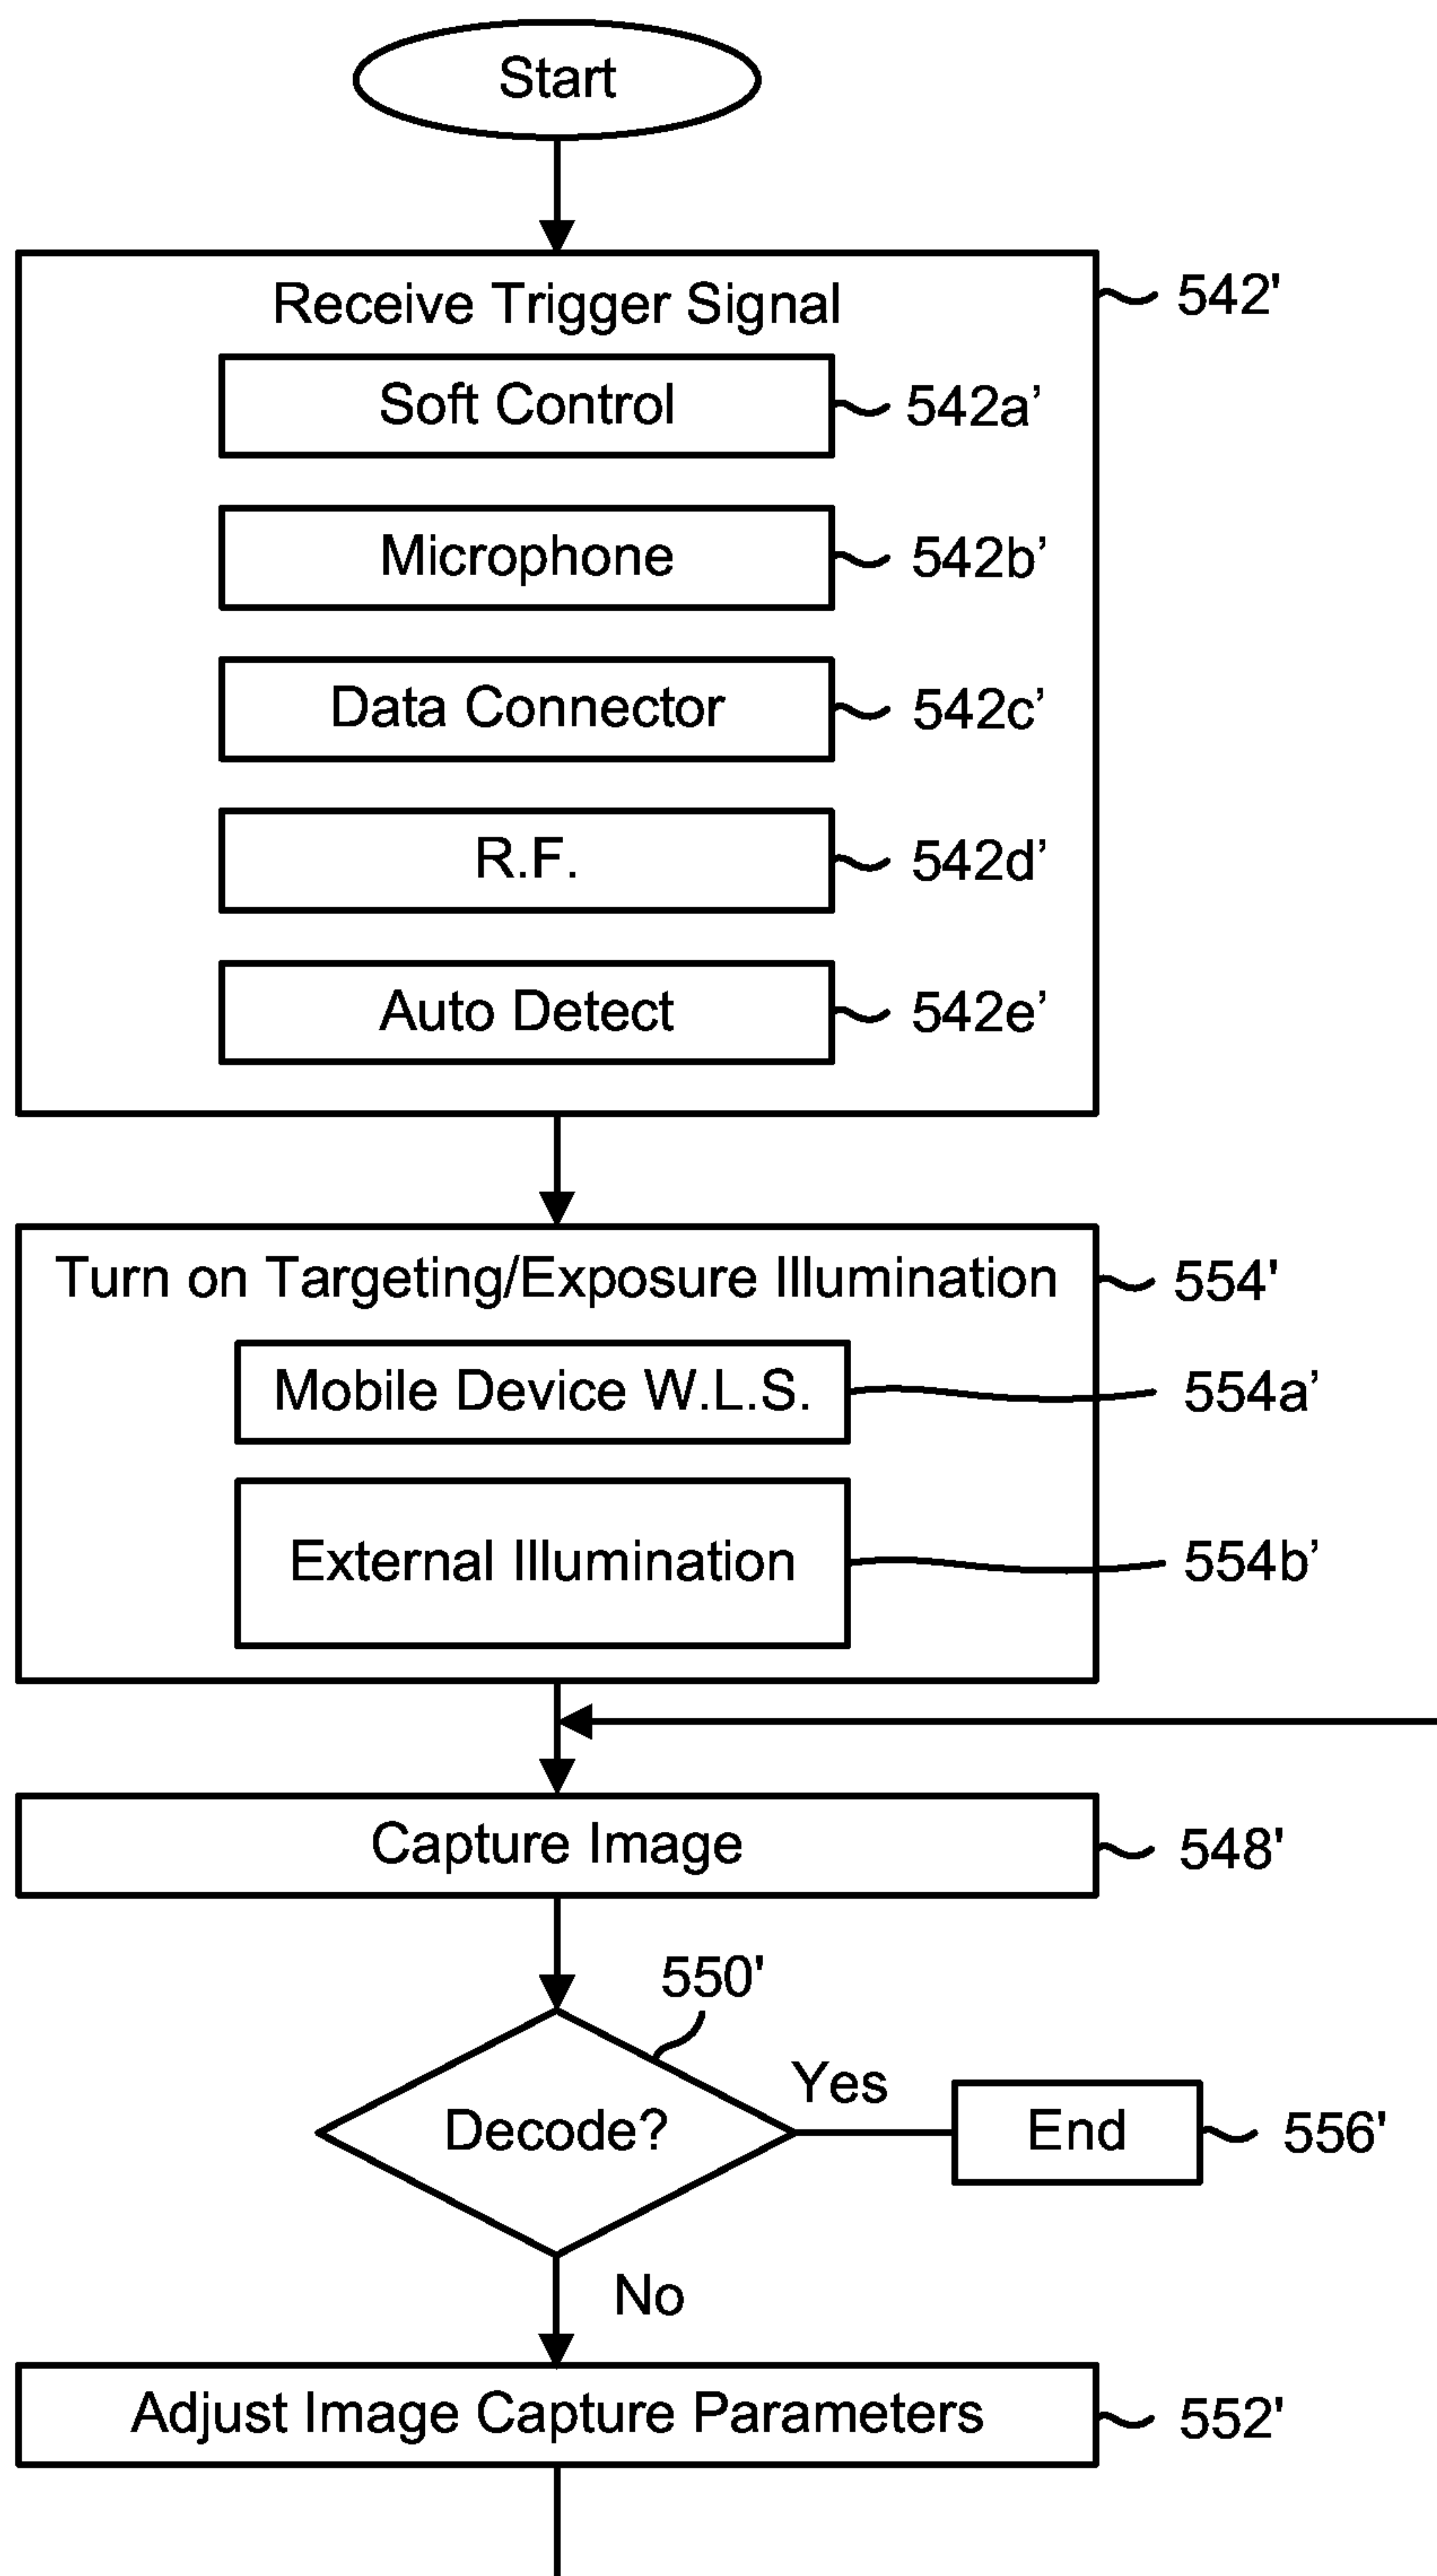 Start
Receive Trigger Signal
542'
Soft Control
542a’
Microphone
542b’
Data Connector
542c’
R.F.
542d’
Auto Detect
542e’
Turn on Targeting/Exposure Illumination
554'
Mobile Device W.L.S.
554a’
External Illumination
554b’
Capture Image
548'
550'
Decode?
Yes
End
556'
No
Adjust Image Capture Parameters
552'